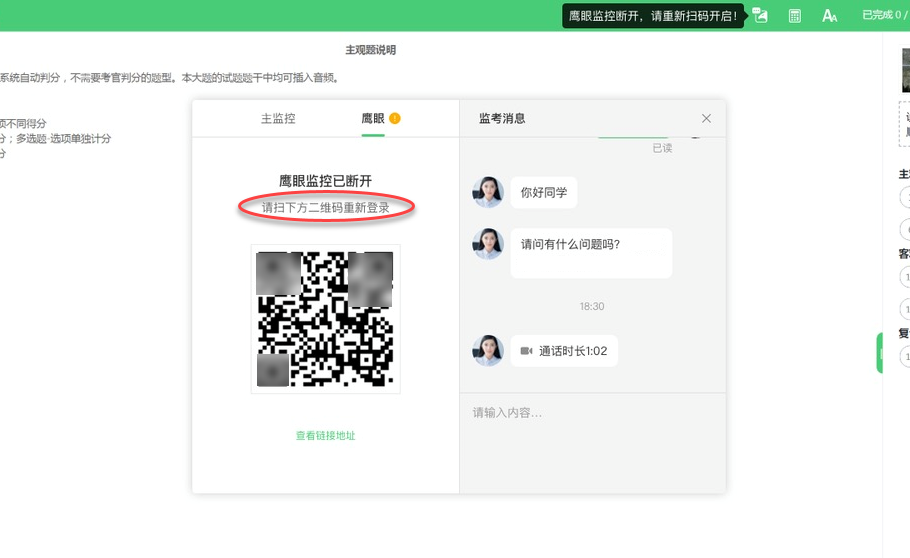 鹰眼监控断开，请重新扫码开启！
已完成 0 /
主观题说明
系统自动判分，不需要考官判分的题型。本大题的试题题干中均可插入音频。
项不同得分
分；多选题-选项单独计分
分
主监控
鹰眼
鹰眼监控已断开
请扫下方二维码重新登录
查看链接地址
监考消息
已读
你好同学
请问有什么问题吗?
18:30
通话时长1:02
请输入内容...
客
复